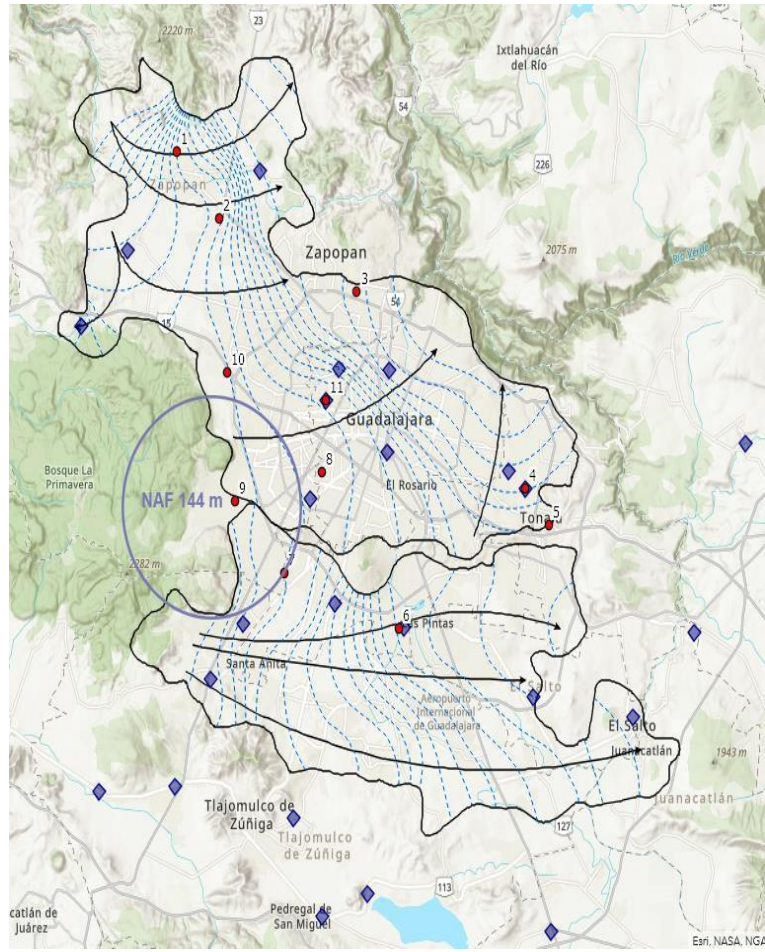 2220 m
23
Ixtlahuacán
del Río
54
1
Zapopan
226
2
Zapopan
2075 m
Río Verde
3
54
15
10
11
Guadalajara
Bosque La
Primavera
8
El Rosario
4
NAF 144 m
9
5
2282 m
7
6
Santa Anita
El Salto
Aeropuerto
Internacional
de Guadalajara
El Salto
Juanacatlán
1943 m
Juanacatlán
Tlajomulco de
Zúñiga
Tlajomulco
de Zúñiga
127
113
catlán de
Juárez
Pedregal de
San Miguel
Esri, NASA, NGA